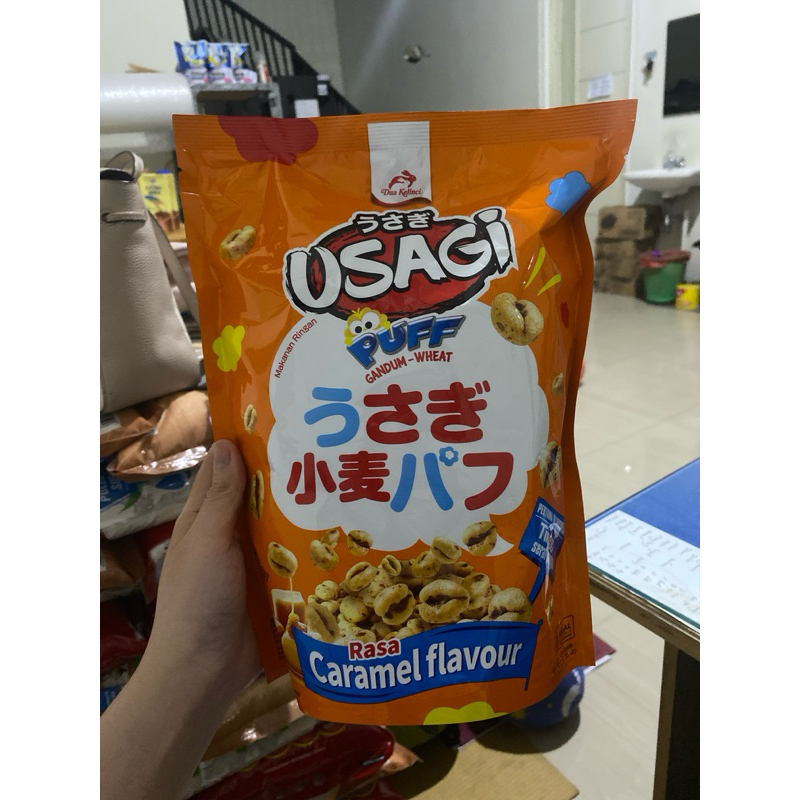 Dua Kelinci
うさぎ
USAGi
Makanan Ringan
PUFF
GANDUM - WHEAT
うさぎ
小麦パフ
Rasa
Caramel flavour